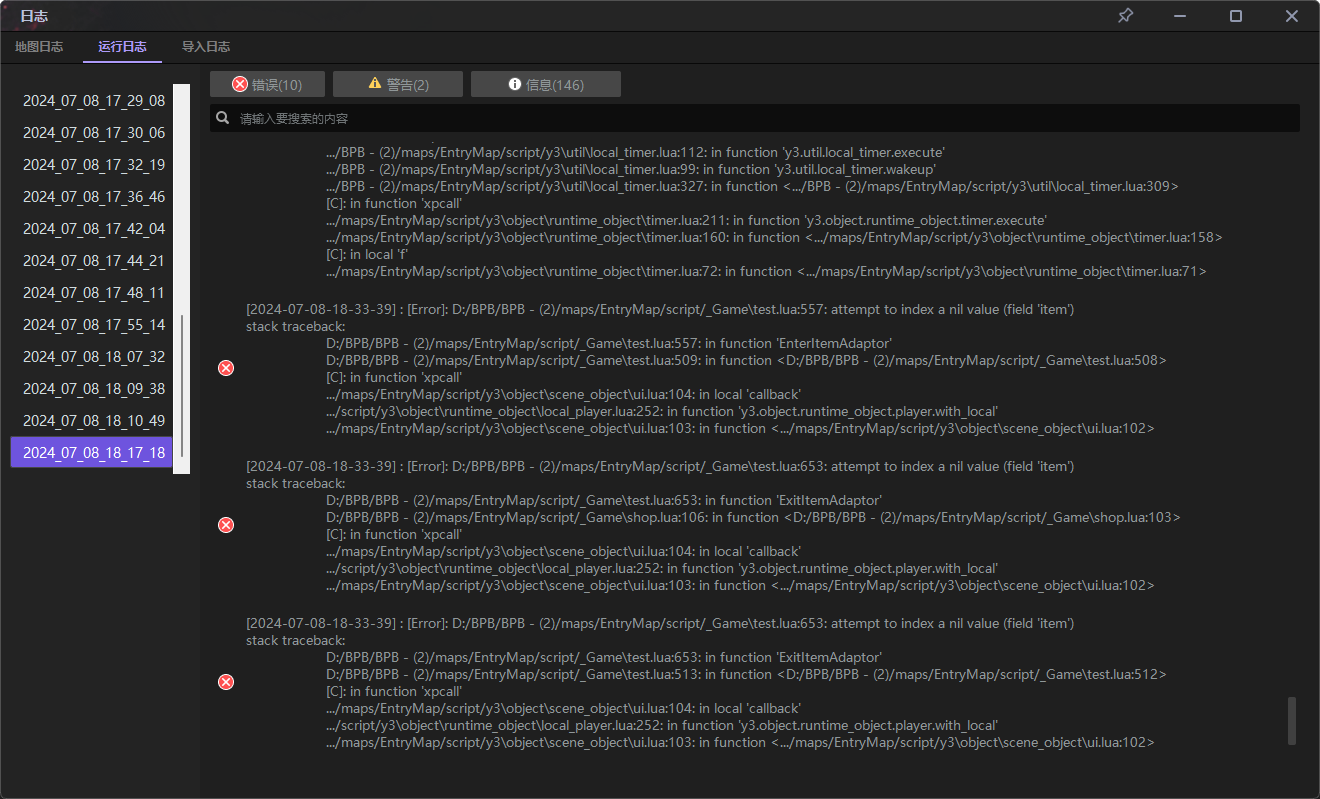 日志
地图日志 运行日志 导入日志
错误(10) 警告(2) 信息(146)
请输入要搜索的内容
2024_07_08_17_29_08
2024_07_08_17_30_06
2024_07_08_17_32_19
2024_07_08_17_36_46
2024_07_08_17_42_04
2024_07_08_17_44_21
2024_07_08_17_48_11
2024_07_08_17_55_14
2024_07_08_18_07_32
2024_07_08_18_09_38
2024_07_08_18_10_49
2024_07_08_18_17_18
.../BPB - (2)/maps/EntryMap/script/y3\util\local_timer.lua:112: in function 'y3.util.local_timer.execute'
.../BPB - (2)/maps/EntryMap/script/y3\util\local_timer.lua:99: in function 'y3.util.local_timer.wakeup'
.../BPB - (2)/maps/EntryMap/script/y3\util\local_timer.lua:327: in function <.../BPB - (2)/maps/EntryMap/script/y3\util\local_timer.lua:309>
[C]: in function 'xpcall'
.../maps/EntryMap/script/y3\object\runtime_object\timer.lua:211: in function 'y3.object.runtime_object.timer.execute'
.../maps/EntryMap/script/y3\object\runtime_object\timer.lua:160: in function <.../maps/EntryMap/script/y3\object\runtime_object\timer.lua:158>
[C]: in local 'f'
.../maps/EntryMap/script/y3\object\runtime_object\timer.lua:72: in function <.../maps/EntryMap/script/y3\object\runtime_object\timer.lua:71>
[2024-07-08-18-33-39] : [Error]: D:/BPB/BPB - (2)/maps/EntryMap/script/_Game\test.lua:557: attempt to index a nil value (field 'item')
stack traceback:
D:/BPB/BPB - (2)/maps/EntryMap/script/_Game\test.lua:557: in function 'EnterItemAdaptor'
D:/BPB/BPB - (2)/maps/EntryMap/script/_Game\test.lua:509: in function <D:/BPB/BPB - (2)/maps/EntryMap/script/_Game\test.lua:508>
[C]: in function 'xpcall'
.../maps/EntryMap/script/y3\object\scene_object\ui.lua:104: in local 'callback'
.../script/y3\object\runtime_object\local_player.lua:252: in function 'y3.object.runtime_object.player.with_local'
.../maps/EntryMap/script/y3\object\scene_object\ui.lua:103: in function <.../maps/EntryMap/script/y3\object\scene_object\ui.lua:102>
[2024-07-08-18-33-39] : [Error]: D:/BPB/BPB - (2)/maps/EntryMap/script/_Game\test.lua:653: attempt to index a nil value (field 'item')
stack traceback:
D:/BPB/BPB - (2)/maps/EntryMap/script/_Game\test.lua:653: in function 'ExitItemAdaptor'
D:/BPB/BPB - (2)/maps/EntryMap/script/_Game\shop.lua:106: in function <D:/BPB/BPB - (2)/maps/EntryMap/script/_Game\shop.lua:103>
[C]: in function 'xpcall'
.../maps/EntryMap/script/y3\object\scene_object\ui.lua:104: in local 'callback'
.../script/y3\object\runtime_object\local_player.lua:252: in function 'y3.object.runtime_object.player.with_local'
.../maps/EntryMap/script/y3\object\scene_object\ui.lua:103: in function <.../maps/EntryMap/script/y3\object\scene_object\ui.lua:102>
[2024-07-08-18-33-39] : [Error]: D:/BPB/BPB - (2)/maps/EntryMap/script/_Game\test.lua:653: attempt to index a nil value (field 'item')
stack traceback:
D:/BPB/BPB - (2)/maps/EntryMap/script/_Game\test.lua:653: in function 'ExitItemAdaptor'
D:/BPB/BPB - (2)/maps/EntryMap/script/_Game\test.lua:513: in function <D:/BPB/BPB - (2)/maps/EntryMap/script/_Game\test.lua:512>
[C]: in function 'xpcall'
.../maps/EntryMap/script/y3\object\scene_object\ui.lua:104: in local 'callback'
.../script/y3\object\runtime_object\local_player.lua:252: in function 'y3.object.runtime_object.player.with_local'
.../maps/EntryMap/script/y3\object\scene_object\ui.lua:103: in function <.../maps/EntryMap/script/y3\object\scene_object\ui.lua:102>